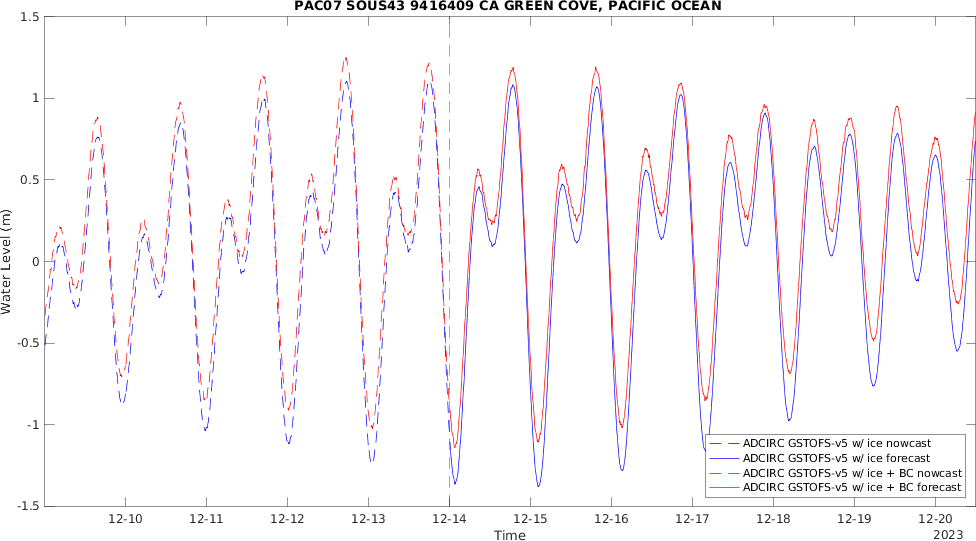 PAC07 SOUS43 9416409 CA GREEN COVE, PACIFIC OCEAN
1.5
1
0.5
0
-0.5
-1
-1.5
Water Level (m)
12-10 12-11 12-12 12-13 12-14 12-15 12-16 12-17 12-18 12-19 12-20
Time
2023
ADCIRC GSTOFS-v5 w/ ice nowcast
ADCIRC GSTOFS-v5 w/ ice forecast
ADCIRC GSTOFS-v5 w/ ice + BC nowcast
ADCIRC GSTOFS-v5 w/ ice + BC forecast